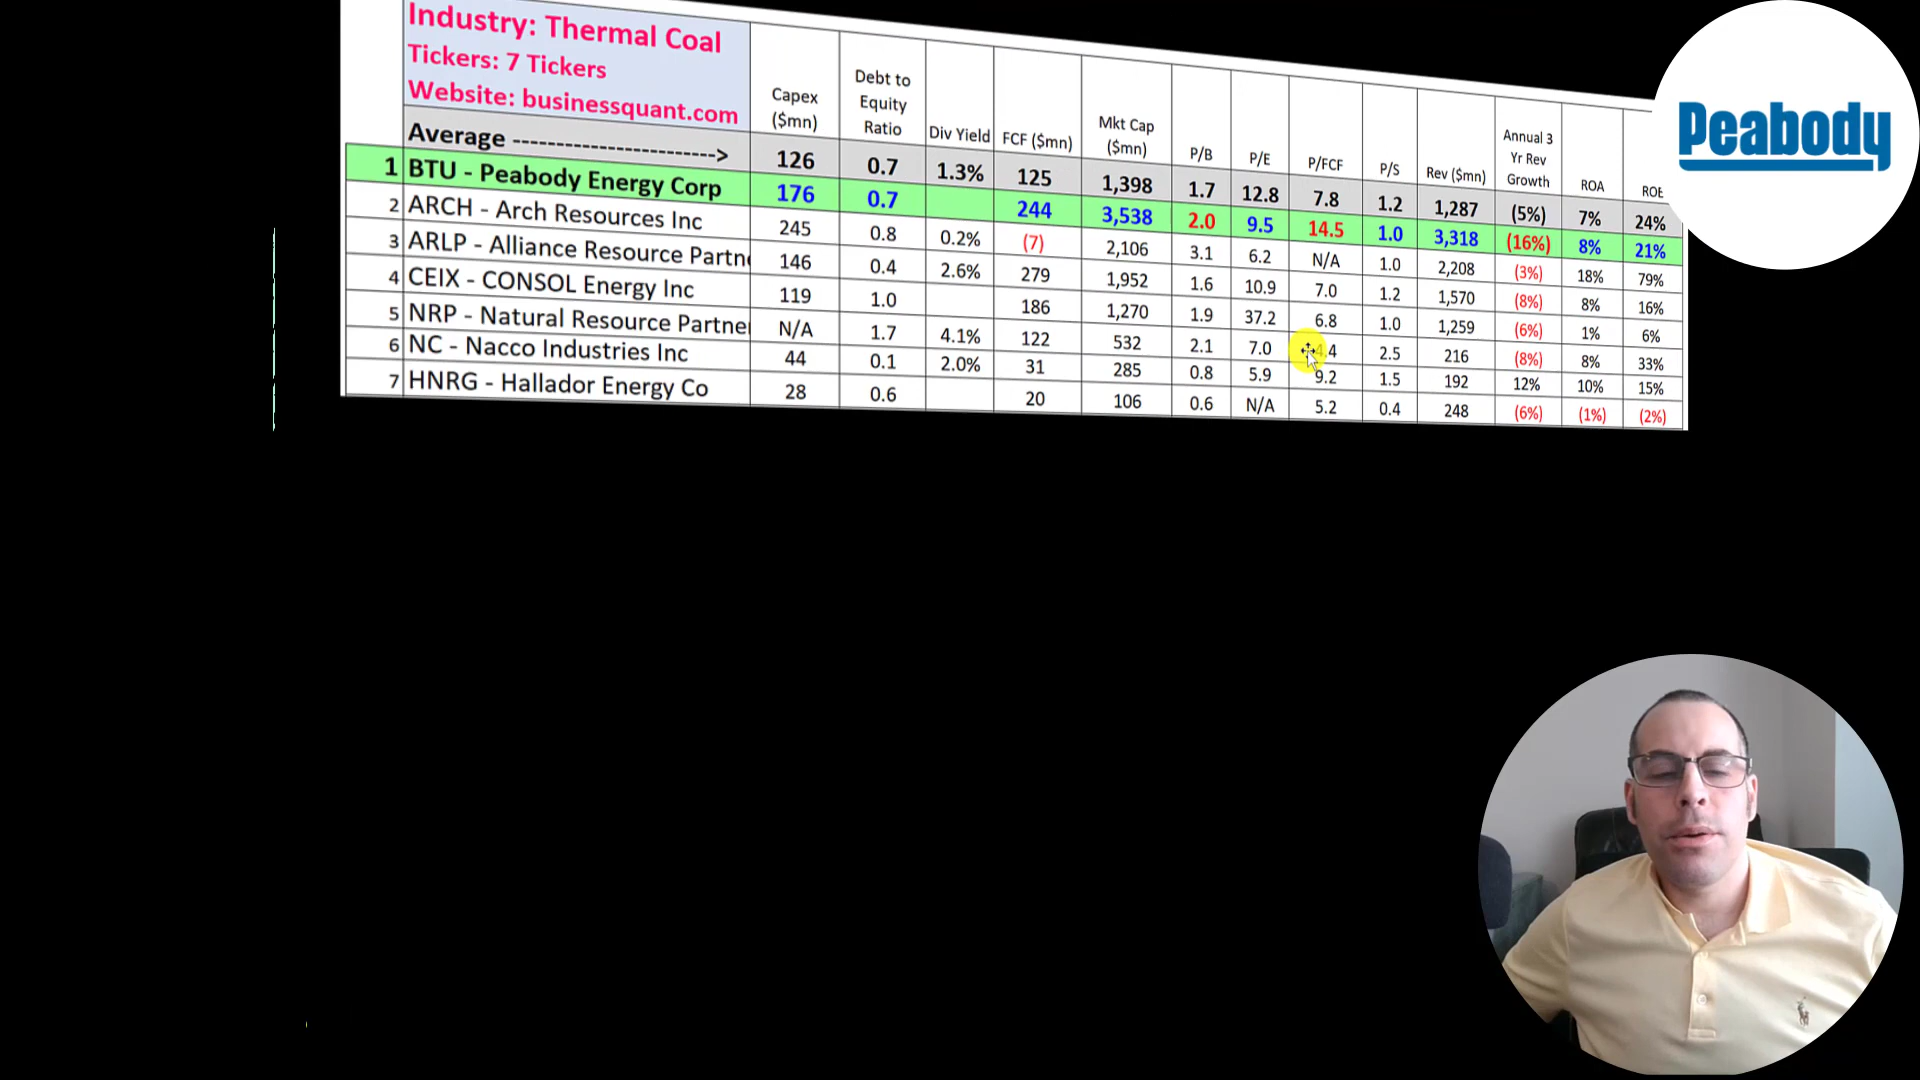 Industry: Thermal Coal
Tickers: 7 Tickers
Website: businessquant.com
Capex ($mn) Debt to Equity Ratio Div Yield FCF ($mn) Mkt Cap ($mn) P/B P/E P/FCF P/S Rev ($mn) Annual 3 Yr Rev Growth ROA ROE
Average -----------------------> 126 0.7 1.3% 125 1,398 1.7 12.8 7.8 1.2 1,287 (5%) 7% 24%
1 BTU - Peabody Energy Corp 176 0.7 244 3,538 2.0 9.5 14.5 1.0 3,318 (16%) 8% 21%
2 ARCH - Arch Resources Inc 245 0.8 0.2% (7) 2,106 3.1 6.2 N/A 1.0 2,208 (3%) 18% 79%
3 ARLP - Alliance Resource Partne 146 0.4 2.6% 279 1,952 1.6 10.9 7.0 1.2 1,570 (8%) 8% 16%
4 CEIX - CONSOL Energy Inc 119 1.0 186 1,270 1.9 37.2 6.8 1.0 1,259 (6%) 1% 6%
5 NRP - Natural Resource Partner N/A 1.7 4.1% 122 532 2.1 7.0 2.5 216 (8%) 8% 33%
6 NC - Nacco Industries Inc 44 0.1 2.0% 31 285 0.8 5.9 9.2 1.5 192 12% 10% 15%
7 HNRG - Hallador Energy Co 28 0.6 20 106 0.6 N/A 5.2 0.4 248 (6%) (1%) (2%)
Peabody